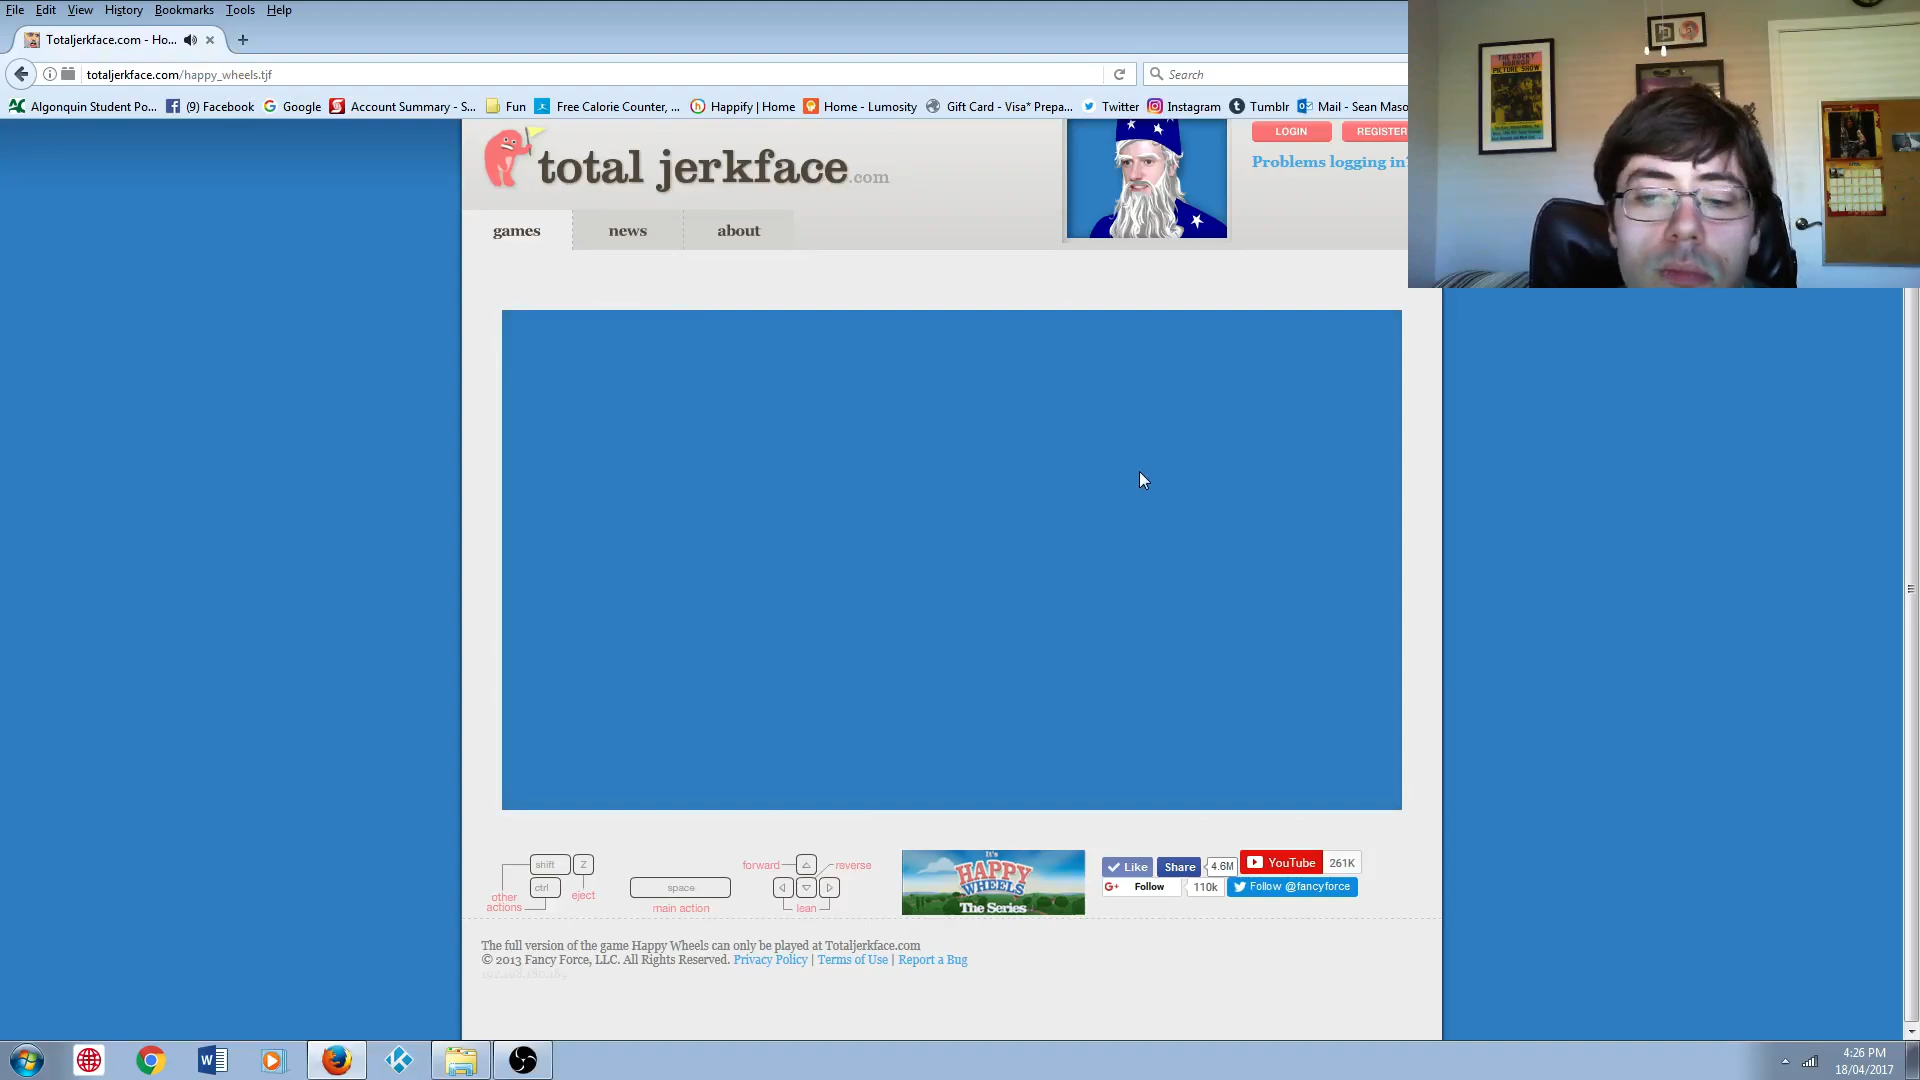 File Edit View History Bookmarks Tools Help
Totaljerkface.com - Ho...
totaljerkface.com/happy_wheels.tjf
Search
Algonquin Student Po... (9) Facebook Google Account Summary - S... Fun Free Calorie Counter, ... Happify | Home Home - Lumosity Gift Card - Visa* Prepa... Twitter Instagram Tumblr Mail - Sean Maso
LOGIN REGISTER
total jerkface.com
Problems logging in?
games news about
THE ROCKY
HORROR
PICTURE SHOW
shift Z
ctrl
other
actions
eject
space
main action
forward reverse
lean
It's
HAPPY
WHEELS
The Series
Like Share 4.6M YouTube 261K
G+ Follow 110k Follow @fancyforce
The full version of the game Happy Wheels can only be played at Totaljerkface.com
© 2013 Fancy Force, LLC. All Rights Reserved. Privacy Policy | Terms of Use | Report a Bug
4:26 PM
18/04/2017